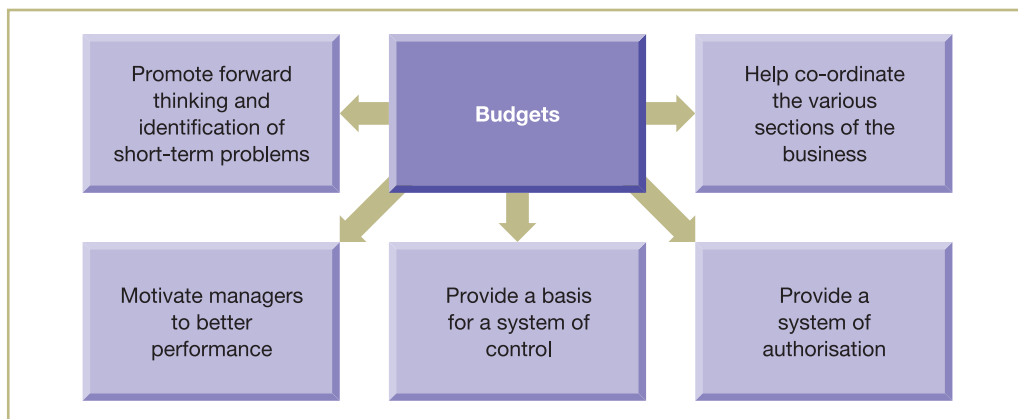 Promote forward
thinking and
identification of
short-term problems
Budgets
Help co-ordinate
the various
sections of the
business
Motivate managers
to better
performance
Provide a basis
for a system of
control
Provide a
system of
authorisation